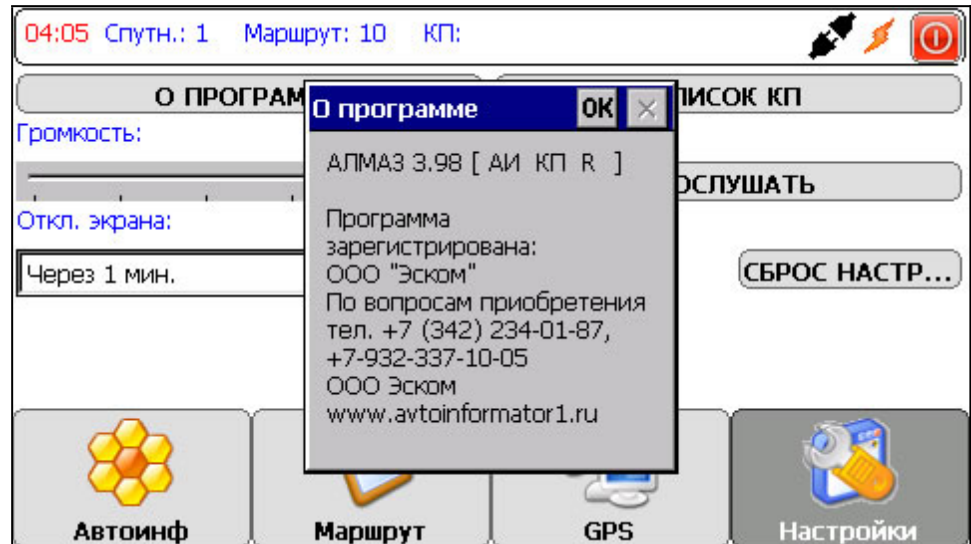 04:05 Спутн.: 1 Маршрут: 10 КП:
О ПРОГРАМ
ПИСОК КП
Громкость:
ОСЛУШАТЬ
Откл. экрана:
Через 1 мин.
СБРОС НАСТР...
О программе
OK
АЛМАЗ 3.98 [ АИ КП R ]
Программа
зарегистрирована:
ООО "Эском"
По вопросам приобретения
тел. +7 (342) 234-01-87,
+7-932-337-10-05
ООО Эском
www.avtoinformator1.ru
Автоинф
Маршрут
GPS
Настройки